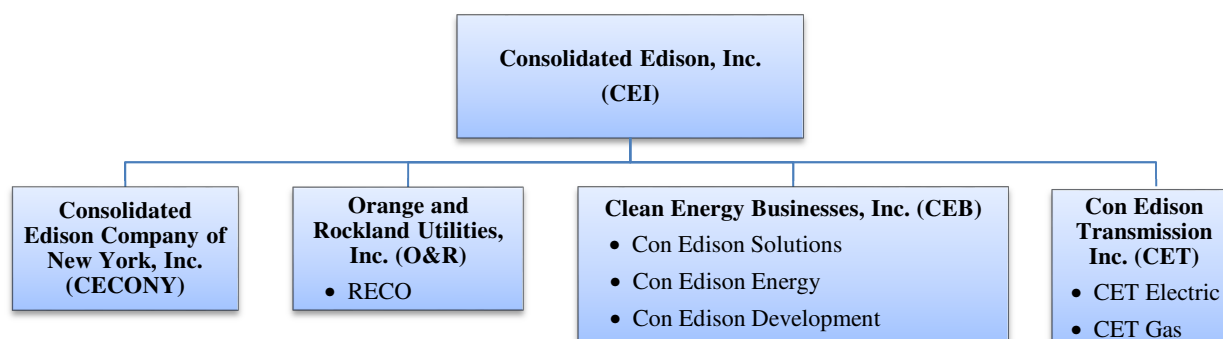 Consolidated Edison, Inc.
(CEI)
Consolidated
Edison Company of
New York, Inc.
(CECONY)
Orange and
Rockland Utilities,
Inc. (O&R)
• RECO
Clean Energy Businesses, Inc. (CEB)
• Con Edison Solutions
• Con Edison Energy
• Con Edison Development
Con Edison
Transmission
Inc. (CET)
• CET Electric
• CET Gas